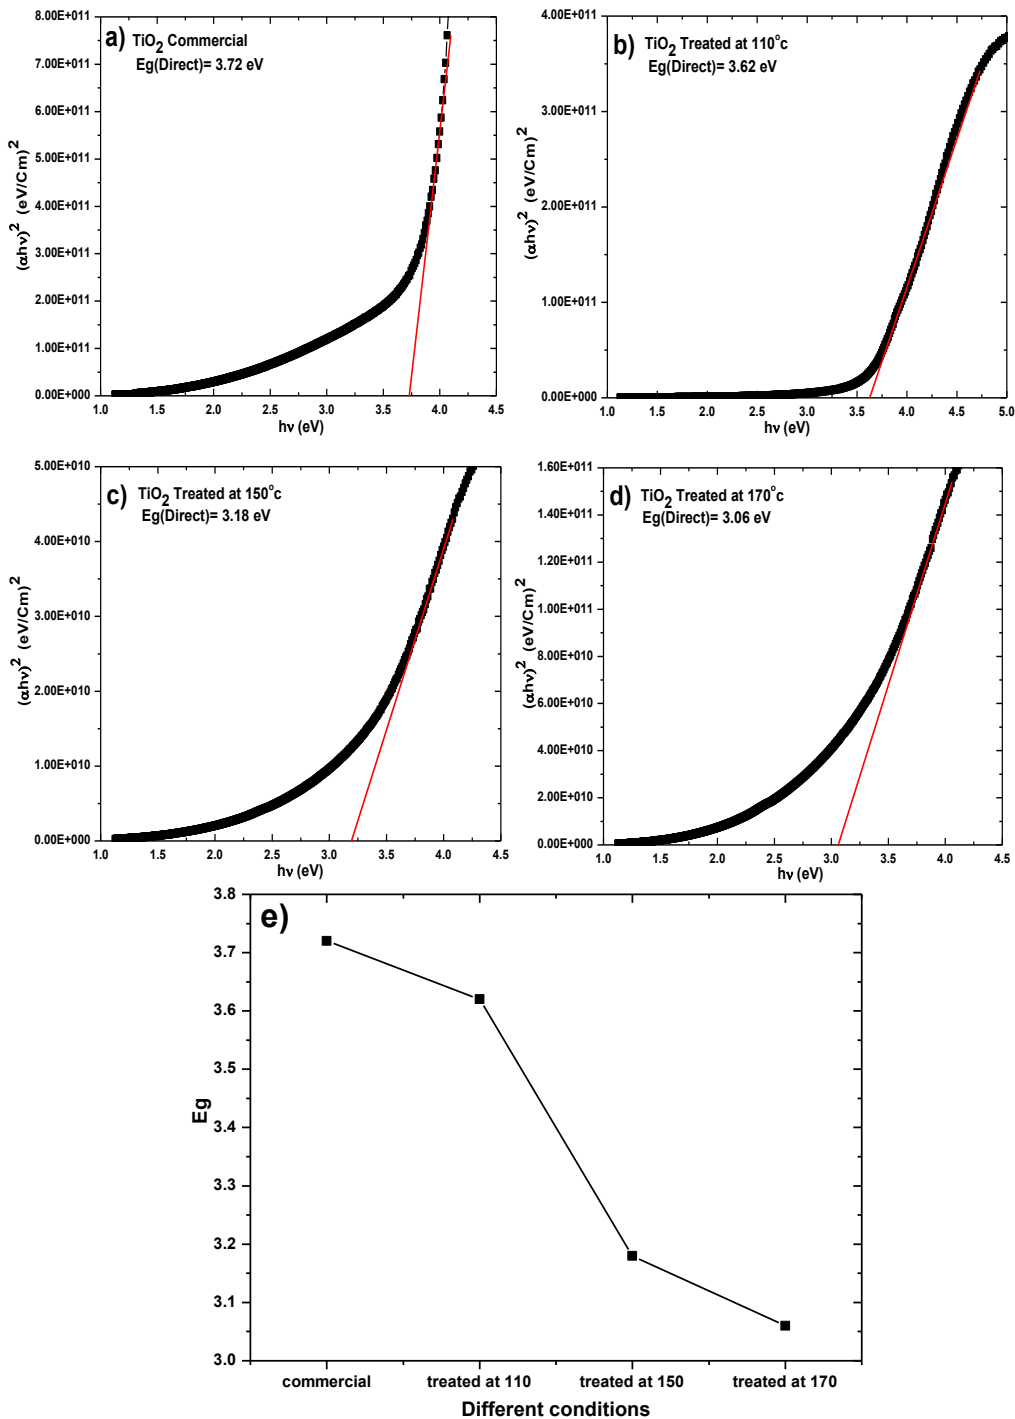 a) TiO2 Commercial
Eg(Direct)= 3.72 eV
8.00E+011
7.00E+011
6.00E+011
5.00E+011
4.00E+011
3.00E+011
2.00E+011
1.00E+011
0.00E+000
(αhν)2 (eV/Cm)2
1.0 1.5 2.0 2.5 3.0 3.5 4.0 4.5
hν (eV)
b) TiO2 Treated at 110oc
Eg(Direct)= 3.62 eV
4.00E+011
3.00E+011
2.00E+011
1.00E+011
0.00E+000
(αhν)2 (eV/Cm)2
1.0 1.5 2.0 2.5 3.0 3.5 4.0 4.5 5.0
hν (eV)
c) TiO2 Treated at 150oc
Eg(Direct)= 3.18 eV
5.00E+010
4.00E+010
3.00E+010
2.00E+010
1.00E+010
0.00E+000
(αhν)2 (eV/Cm)2
1.0 1.5 2.0 2.5 3.0 3.5 4.0 4.5
hν (eV)
d) TiO2 Treated at 170oc
Eg(Direct)= 3.06 eV
1.60E+011
1.40E+011
1.20E+011
1.00E+011
8.00E+010
6.00E+010
4.00E+010
2.00E+010
0.00E+000
(αhν)2 (eV/Cm)2
1.0 1.5 2.0 2.5 3.0 3.5 4.0 4.5
hν (eV)
e)
3.8
3.7
3.6
3.5
3.4
3.3
3.2
3.1
3.0
Eg
commercial treated at 110 treated at 150 treated at 170
Different conditions